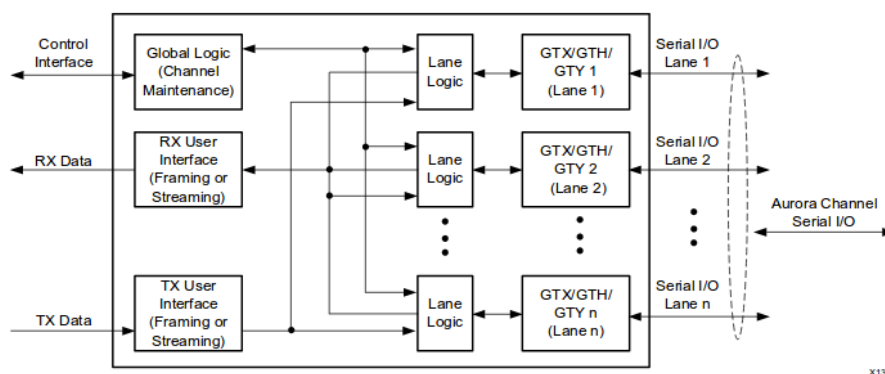 Control
Interface
Global Logic
(Channel
Maintenance)
Lane
Logic
GTX/GTH/
GTY 1
(Lane 1)
Serial I/O
Lane 1
RX Data
RX User
Interface
(Framing or
Streaming)
Lane
Logic
GTX/GTH/
GTY 2
(Lane 2)
Serial I/O
Lane 2
Aurora Channel
Serial I/O
TX Data
TX User
Interface
(Framing or
Streaming)
Lane
Logic
GTX/GTH/
GTY n
(Lane n)
Serial I/O
Lane n